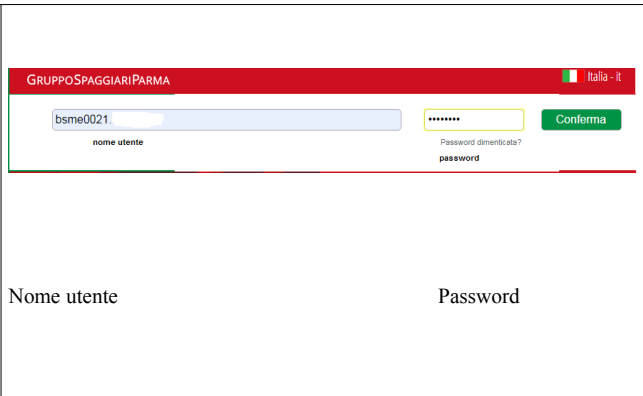 GRUPPOSPAGGIARIPARMA Italia - it
bsme0021. •••••••• Conferma
nome utente Password dimenticata?
password
Nome utente Password